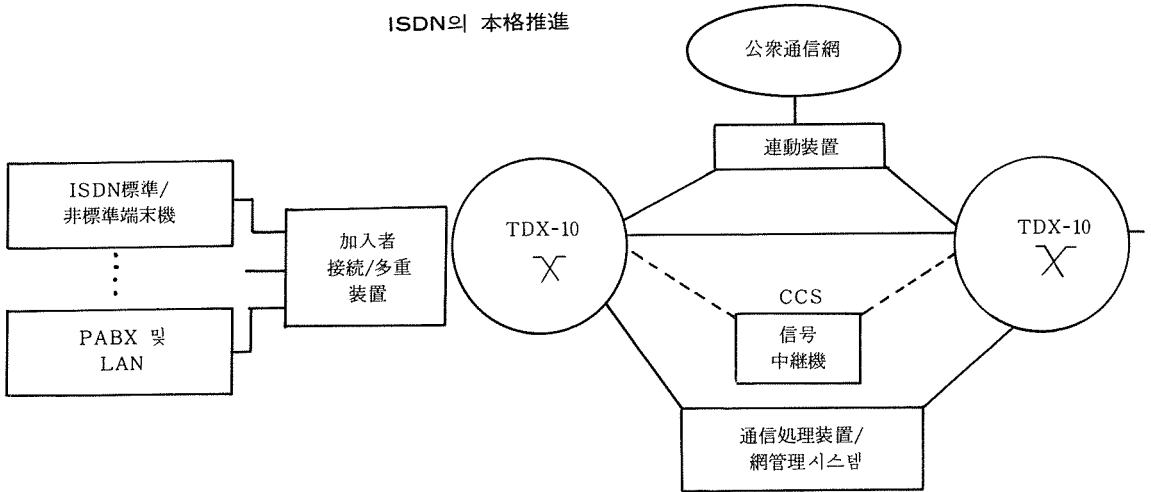 ISDN의 本格推進
公衆通信網
連動装置
ISDN標準/
非標準端末機
加入者
接続/多重
装置
PABX 및
LAN
TDX-10
TDX-10
CCS
信号
中継機
通信処理装置/
網管理시스템